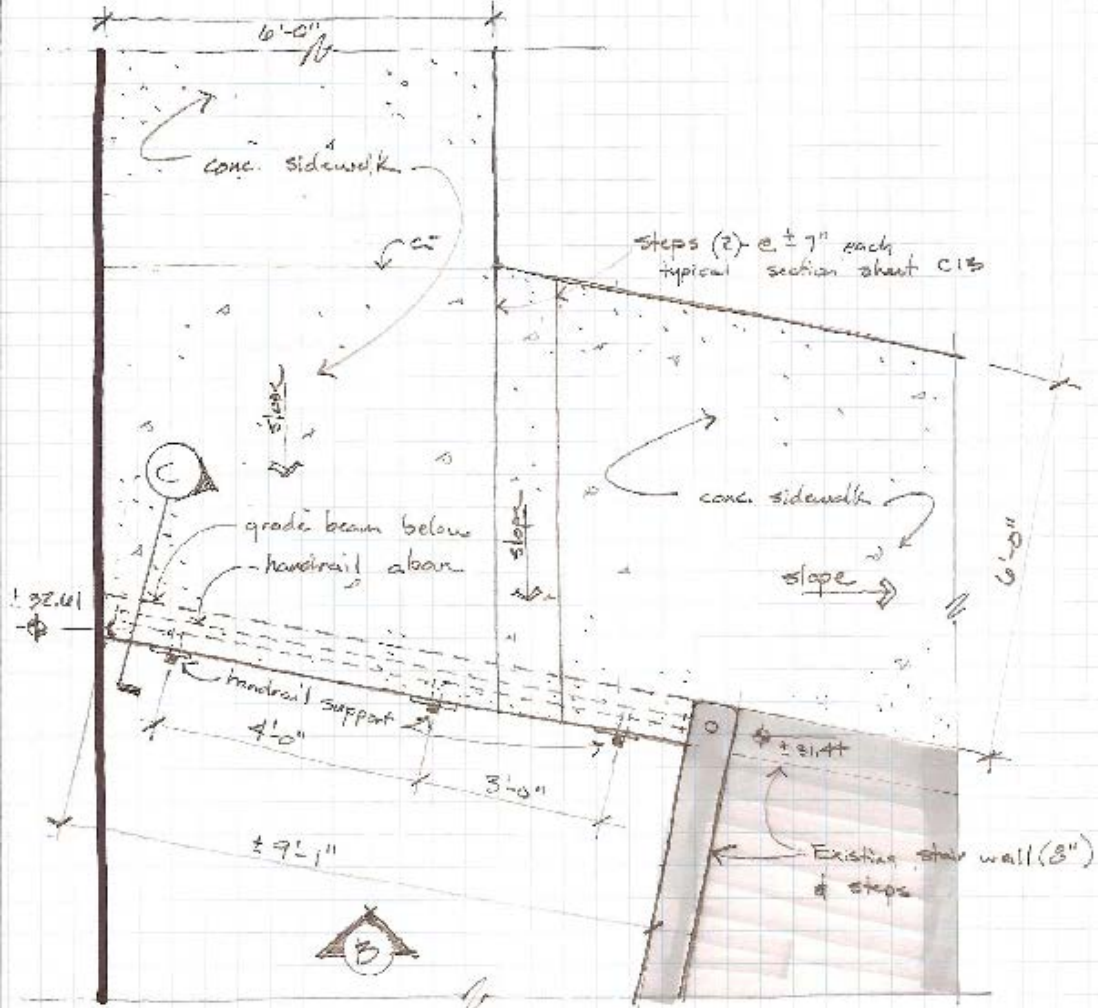 6'-0"
conc. sidewalk
CJ
steps (2) @ ± 7" each
typical section sheet C13
slope
C
conc. sidewalk
grade beam below
slope
handrail above
slope
6'-0"
± 32.61
handrail support
4'-0"
± 31.44
3'-0"
± 9'-1"
Existing stair wall (8")
& steps
B